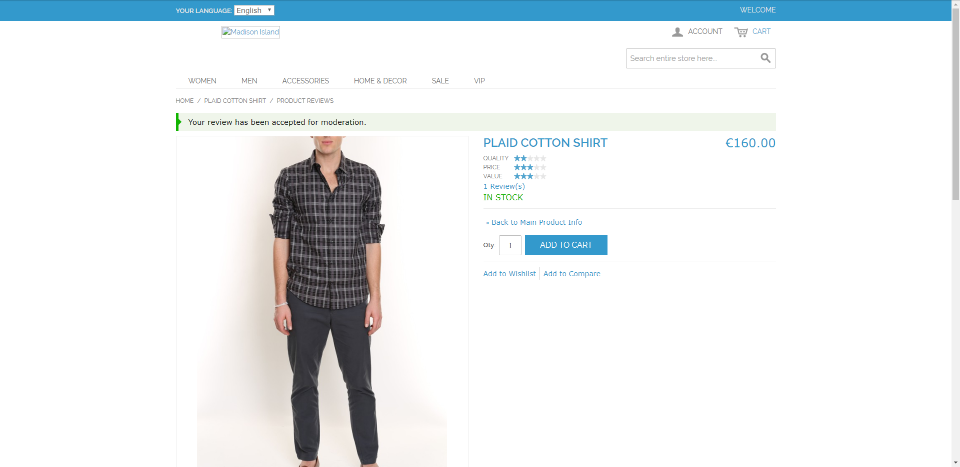 YOUR LANGUAGE: English
WELCOME
Madison Island
ACCOUNT CART
Search entire store here...
WOMEN MEN ACCESSORIES HOME & DECOR SALE VIP
HOME / PLAID COTTON SHIRT / PRODUCT REVIEWS
Your review has been accepted for moderation.
PLAID COTTON SHIRT €160.00
QUALITY
PRICE
VALUE
1 Review(s)
IN STOCK
« Back to Main Product Info
Qty 1 ADD TO CART
Add to Wishlist Add to Compare